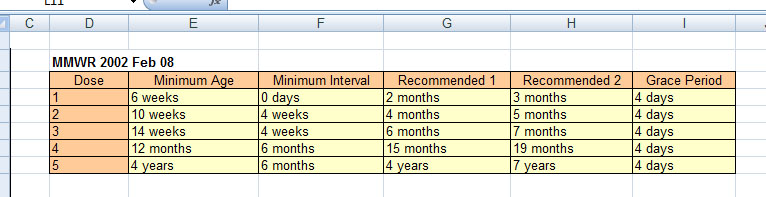 L11
C D E F G H I
MMWR 2002 Feb 08
Dose Minimum Age Minimum Interval Recommended 1 Recommended 2 Grace Period
1 6 weeks 0 days 2 months 3 months 4 days
2 10 weeks 4 weeks 4 months 5 months 4 days
3 14 weeks 4 weeks 6 months 7 months 4 days
4 12 months 6 months 15 months 19 months 4 days
5 4 years 6 months 4 years 7 years 4 days